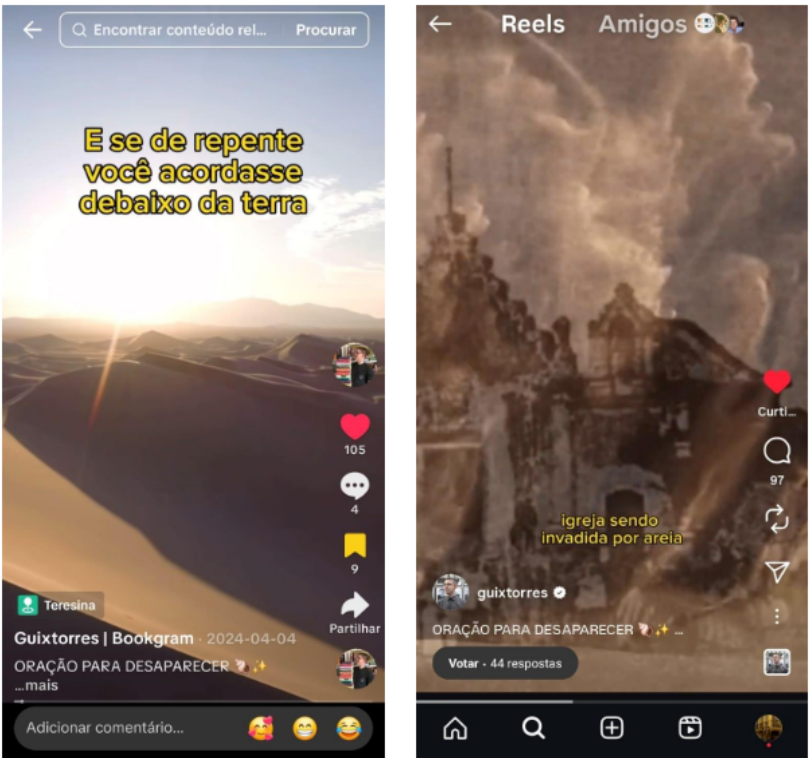 Encontrar conteúdo rel... Procurar
E se de repente
você acordasse
debaixo da terra
105
4
9
Partilhar
Teresina
Guixtorres | Bookgram · 2024-04-04
ORAÇÃO PARA DESAPARECER
...mais
Adicionar comentário...
Reels Amigos
Curti...
97
igreja sendo
invadida por areia
guixtorres
ORAÇÃO PARA DESAPARECER ...
Votar · 44 respostas